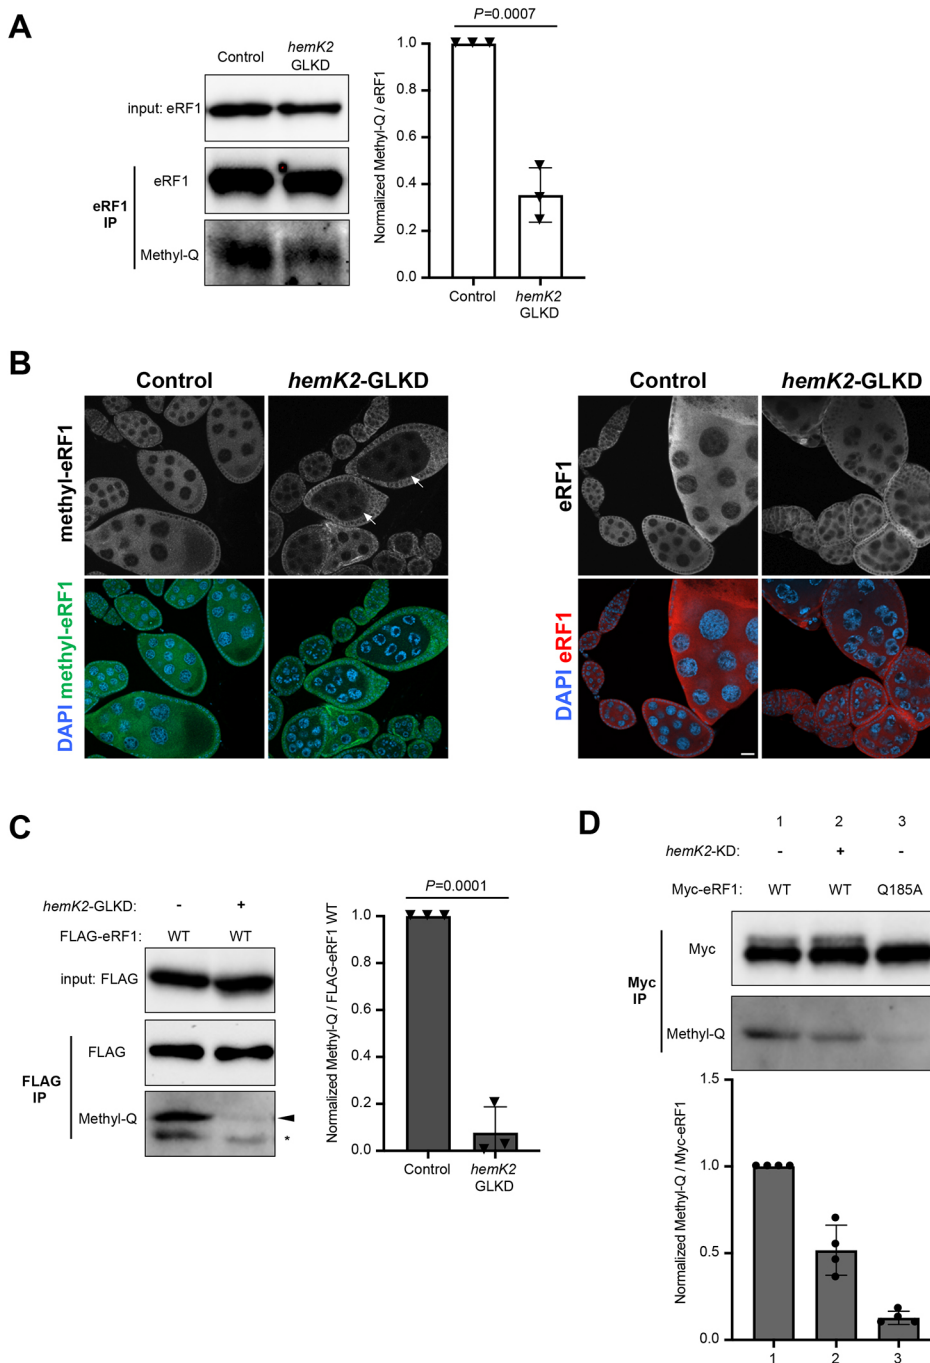 A
Control
hemK2
GLKD
input: eRF1
eRF1
IP
eRF1
Methyl-Q
P=0.0007
Normalized Methyl-Q / eRF1
1.0
0.8
0.6
0.4
0.2
0.0
Control
hemK2
GLKD
B
Control
hemK2-GLKD
methyl-eRF1
DAPI methyl-eRF1
Control
hemK2-GLKD
eRF1
DAPI eRF1
C
hemK2-GLKD:
-
+
FLAG-eRF1:
WT
WT
input: FLAG
FLAG
IP
FLAG
Methyl-Q
*
P=0.0001
Normalized Methyl-Q / FLAG-eRF1 WT
1.0
0.8
0.6
0.4
0.2
0.0
Control
hemK2
GLKD
D
1
2
3
hemK2-KD:
-
+
-
Myc-eRF1:
WT
WT
Q185A
Myc
IP
Myc
Methyl-Q
Normalized Methyl-Q / Myc-eRF1
1.5
1.0
0.5
0.0
1
2
3